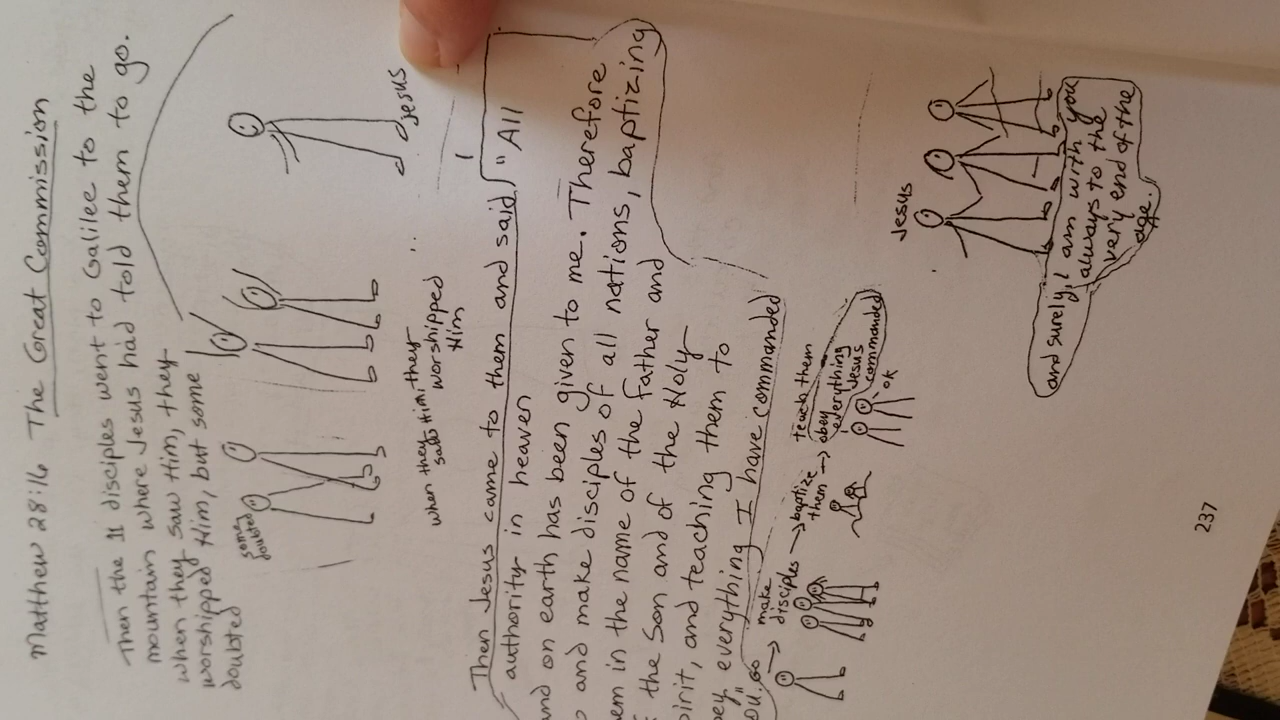 Matthew 28:16 The Great Commission
Then the 11 disciples went to Galilee to the
mountain where Jesus had told them to go.
when they saw Him, they
worshipped Him, but some
doubted
some
doubted
Jesus
when they
saw Him, they
worshipped
Him
Then Jesus came to them and said, "All
authority in heaven
and on earth has been given to me. Therefore
and make disciples of all nations, baptizing
in the name of the Father and
the Son and of the Holy
and teaching them to
everything I have commanded
Go
make
disciples
baptize
them
teach them
obey
everything
Jesus
commanded
ok
Jesus
and surely, I am with you
always to the
very end of the
age."
237